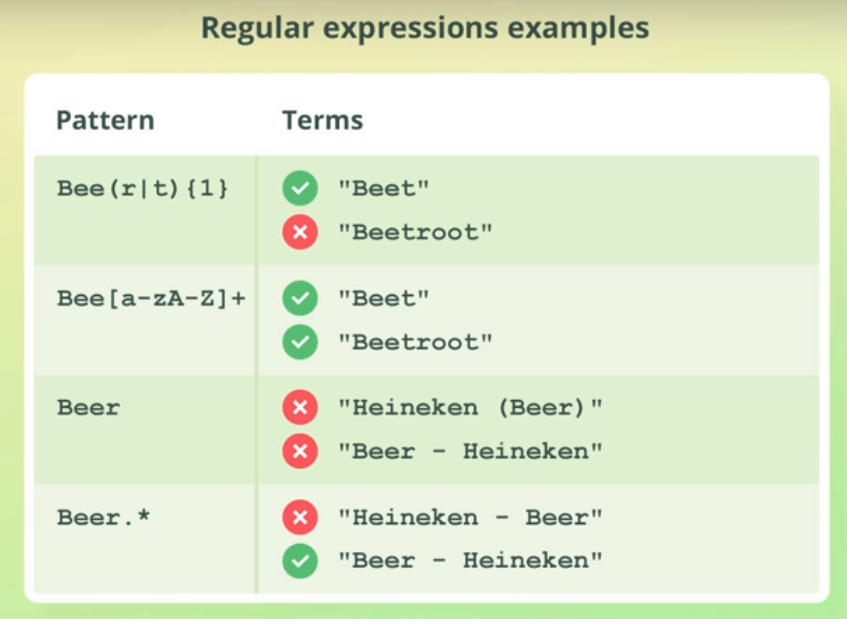 Regular expressions examples
Pattern Terms
Bee(r|t){1} "Beet"
"Beetroot"
Bee[a-zA-Z]+ "Beet"
"Beetroot"
Beer "Heineken (Beer)"
"Beer - Heineken"
Beer.* "Heineken - Beer"
"Beer - Heineken"